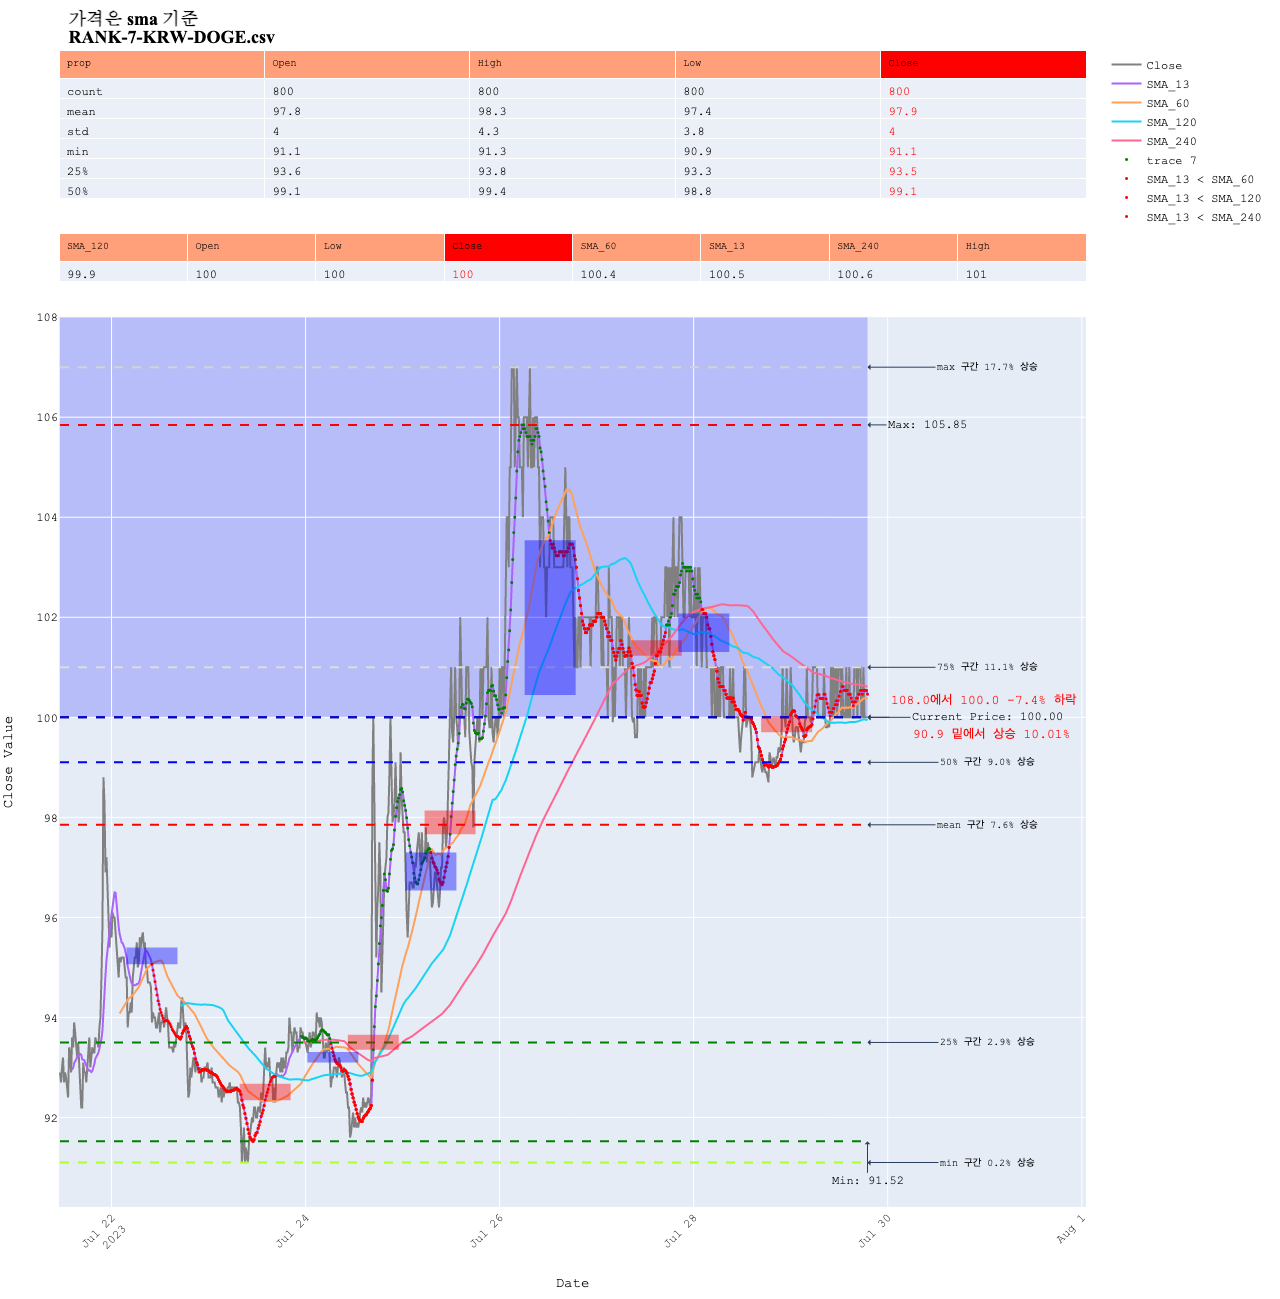 가격은 sma 기준
RANK-7-KRW-DOGE.csv
prop Open High Low Close
count 800 800 800 800
mean 97.8 98.3 97.4 97.9
std 4 4.3 3.8 4
min 91.1 91.3 90.9 91.1
25% 93.6 93.8 93.3 93.5
50% 99.1 99.4 98.8 99.1
SMA_120 Open Low Close SMA_60 SMA_13 SMA_240 High
99.9 100 100 100 100.4 100.5 100.6 101
Close
SMA_13
SMA_60
SMA_120
SMA_240
trace 7
SMA_13 < SMA_60
SMA_13 < SMA_120
SMA_13 < SMA_240
108
106
104
102
100
98
96
94
92
Close Value
max 구간 17.7% 상승
Max: 105.85
75% 구간 11.1% 상승
108.0에서 100.0 -7.4% 하락
Current Price: 100.00
90.9 밑에서 상승 10.01%
50% 구간 9.0% 상승
mean 구간 7.6% 상승
25% 구간 2.9% 상승
min 구간 0.2% 상승
Min: 91.52
Jul 22
2023
Jul 24
Jul 26
Jul 28
Jul 30
Aug 1
Date